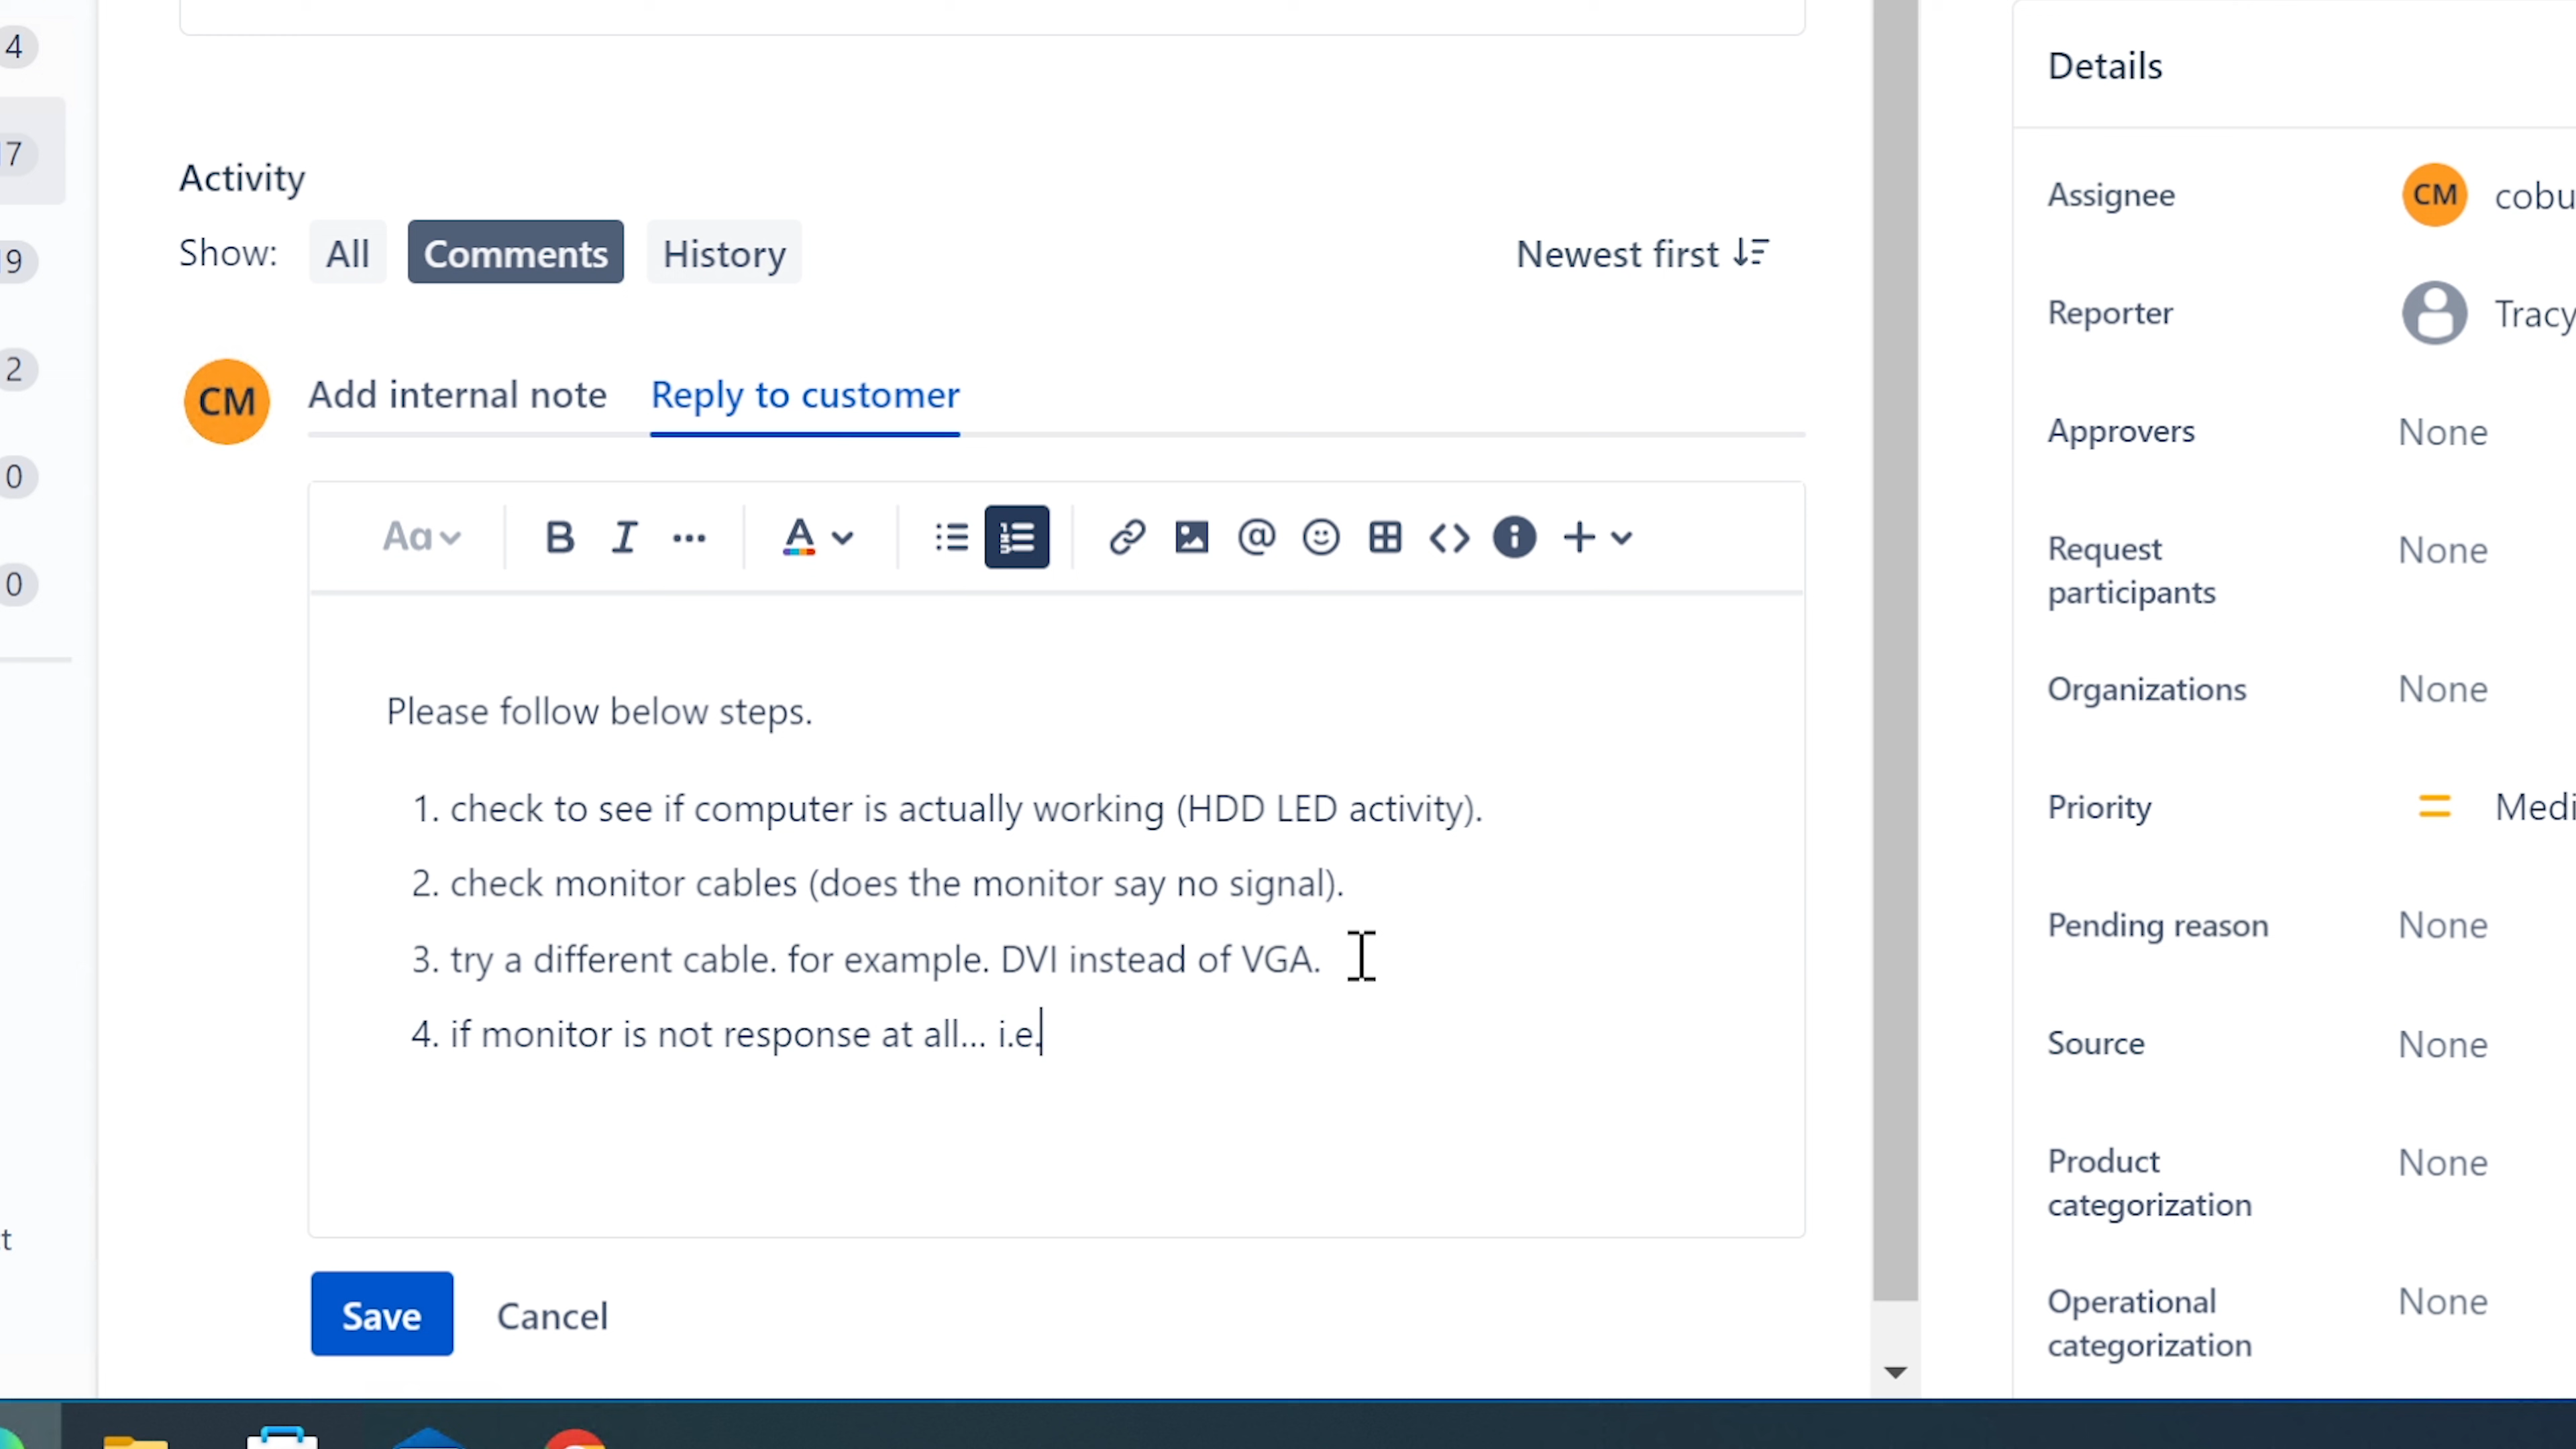 4
17
9
2
0
0
t
Activity
Show: All Comments History Newest first
CM Add internal note Reply to customer
Aa B I ... A @ <> i +
Please follow below steps.
1. check to see if computer is actually working (HDD LED activity).
2. check monitor cables (does the monitor say no signal).
3. try a different cable. for example. DVI instead of VGA.
4. if monitor is not response at all... i.e.
Save Cancel
Details
Assignee CM cobu
Reporter Tracy
Approvers None
Request
participants None
Organizations None
Priority Medi
Pending reason None
Source None
Product
categorization None
Operational
categorization None